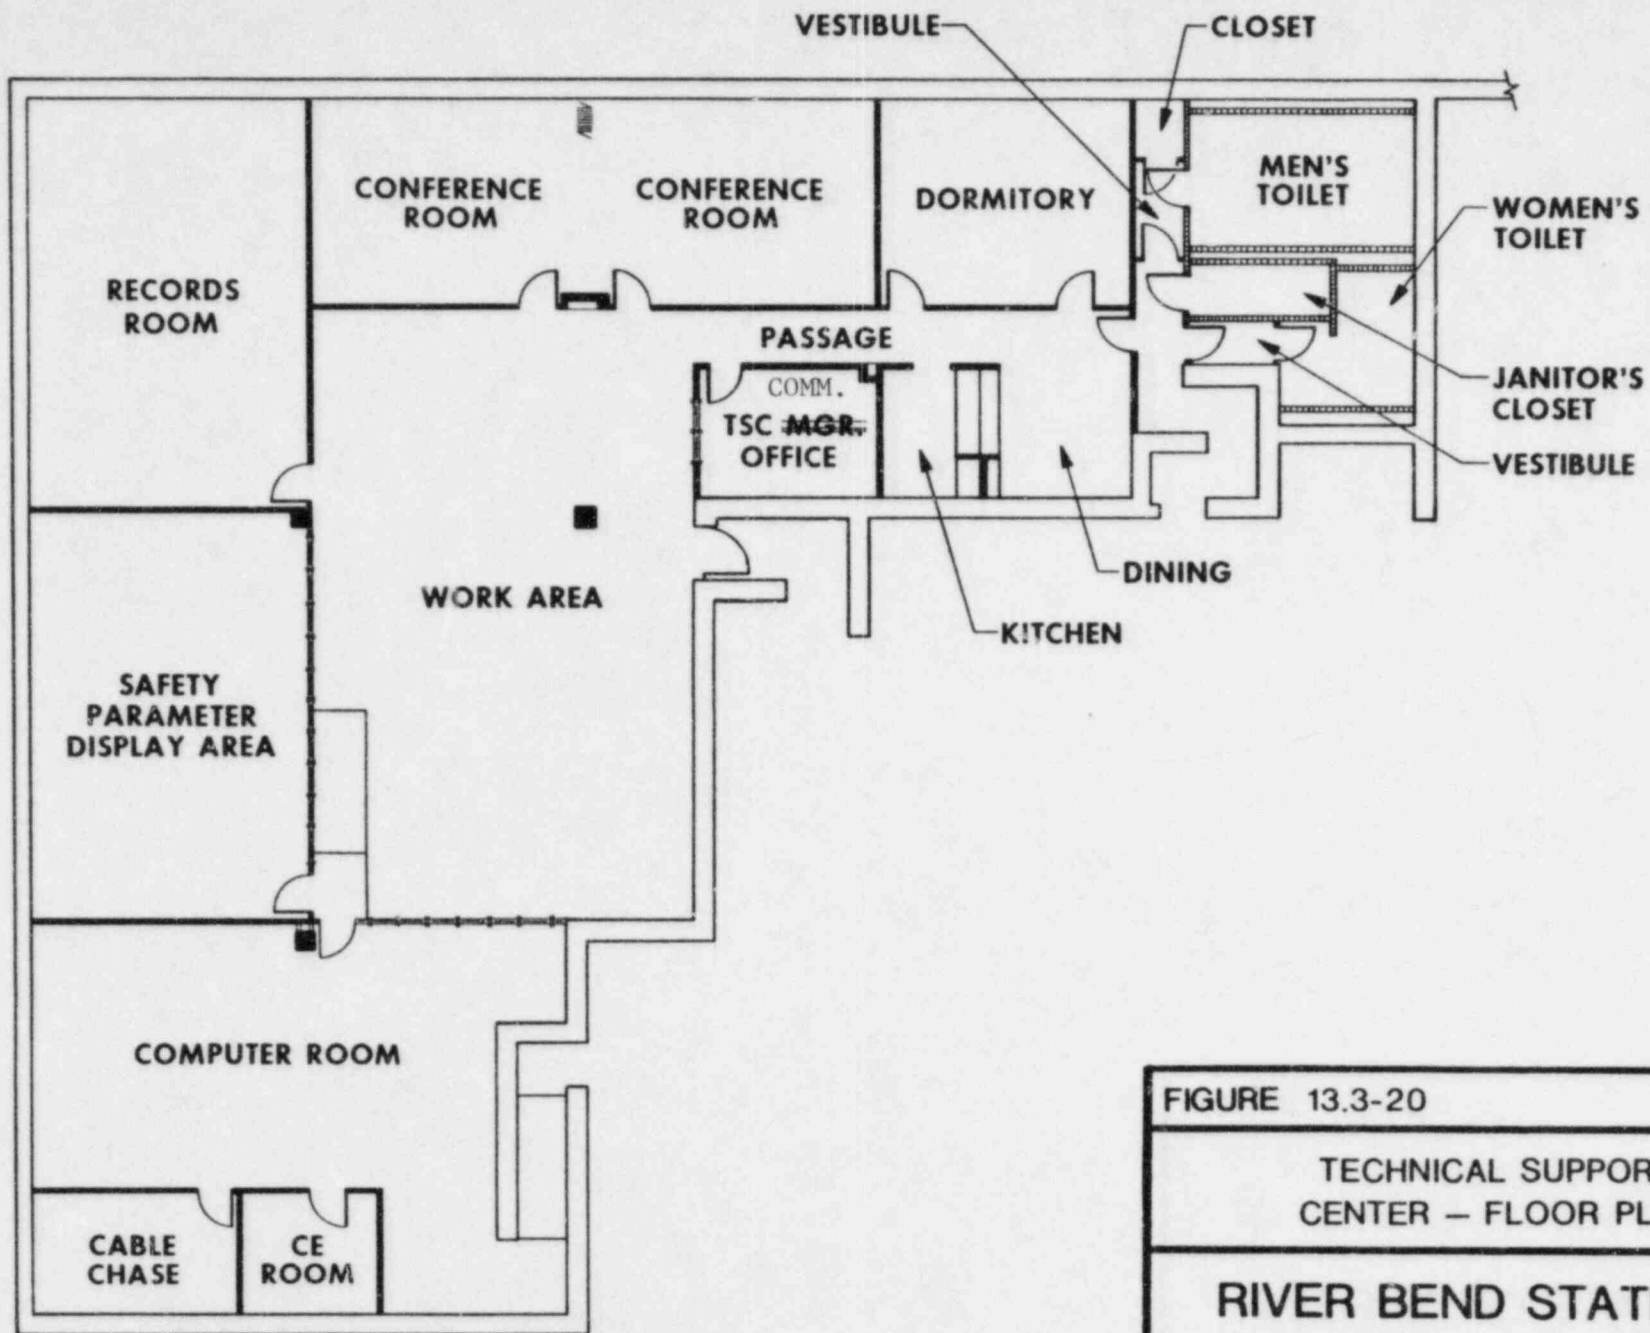 VESTIBULE
CLOSET
CONFERENCE
ROOM
CONFERENCE
ROOM
DORMITORY
MEN'S
TOILET
WOMEN'S
TOILET
RECORDS
ROOM
PASSAGE
COMM.
TSC MGR.
OFFICE
JANITOR'S
CLOSET
VESTIBULE
DINING
KITCHEN
WORK AREA
SAFETY
PARAMETER
DISPLAY AREA
COMPUTER ROOM
CABLE
CHASE
CE
ROOM
FIGURE 13.3-20
TECHNICAL SUPPOR
CENTER – FLOOR PL
RIVER BEND STAT